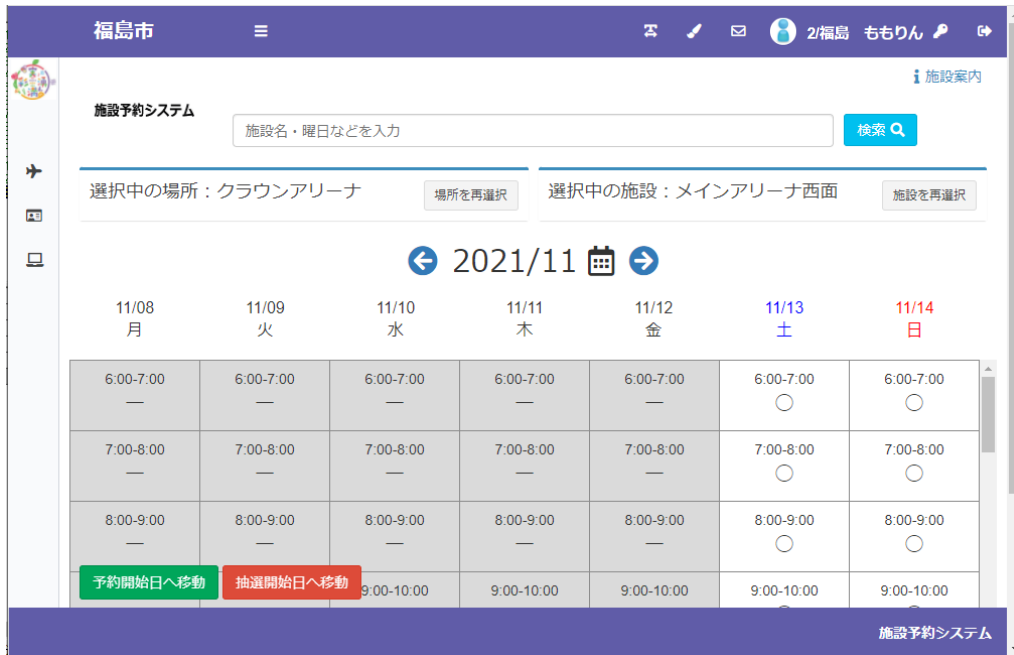 福島市
2/福島 ももりん
施設案内
施設予約システム
施設名・曜日などを入力
検索
選択中の場所：クラウンアリーナ
場所を再選択
選択中の施設：メインアリーナ西面
施設を再選択
2021/11
11/08 11/09 11/10 11/11 11/12 11/13 11/14
月 火 水 木 金 土 日
6:00-7:00 6:00-7:00 6:00-7:00 6:00-7:00 6:00-7:00 6:00-7:00 6:00-7:00
— — — — — ◯ ◯
7:00-8:00 7:00-8:00 7:00-8:00 7:00-8:00 7:00-8:00 7:00-8:00 7:00-8:00
— — — — — ◯ ◯
8:00-9:00 8:00-9:00 8:00-9:00 8:00-9:00 8:00-9:00 8:00-9:00 8:00-9:00
— — — — — ◯ ◯
予約開始日へ移動 抽選開始日へ移動
9:00-10:00 9:00-10:00 9:00-10:00 9:00-10:00 9:00-10:00
施設予約システム